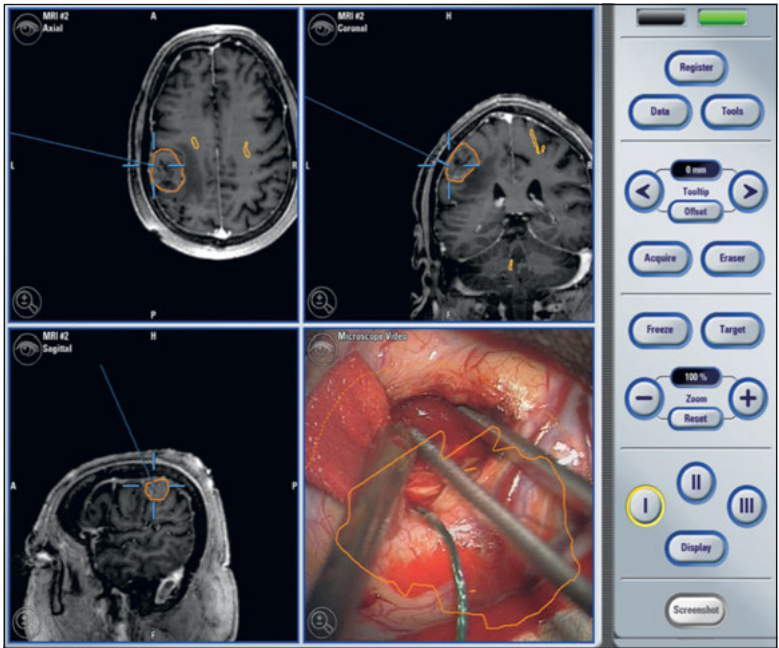 MRI #2
Axial
A
L
R
P
MRI #2
Coronal
H
L
R
F
MRI #2
Sagittal
H
A
P
F
Microscope Video
Register
Data
Tools
0 mm
<
Tooltip
>
Offset
Acquire
Eraser
Freeze
Target
100 %
−
Zoom
+
Reset
I
II
III
Display
Screenshot